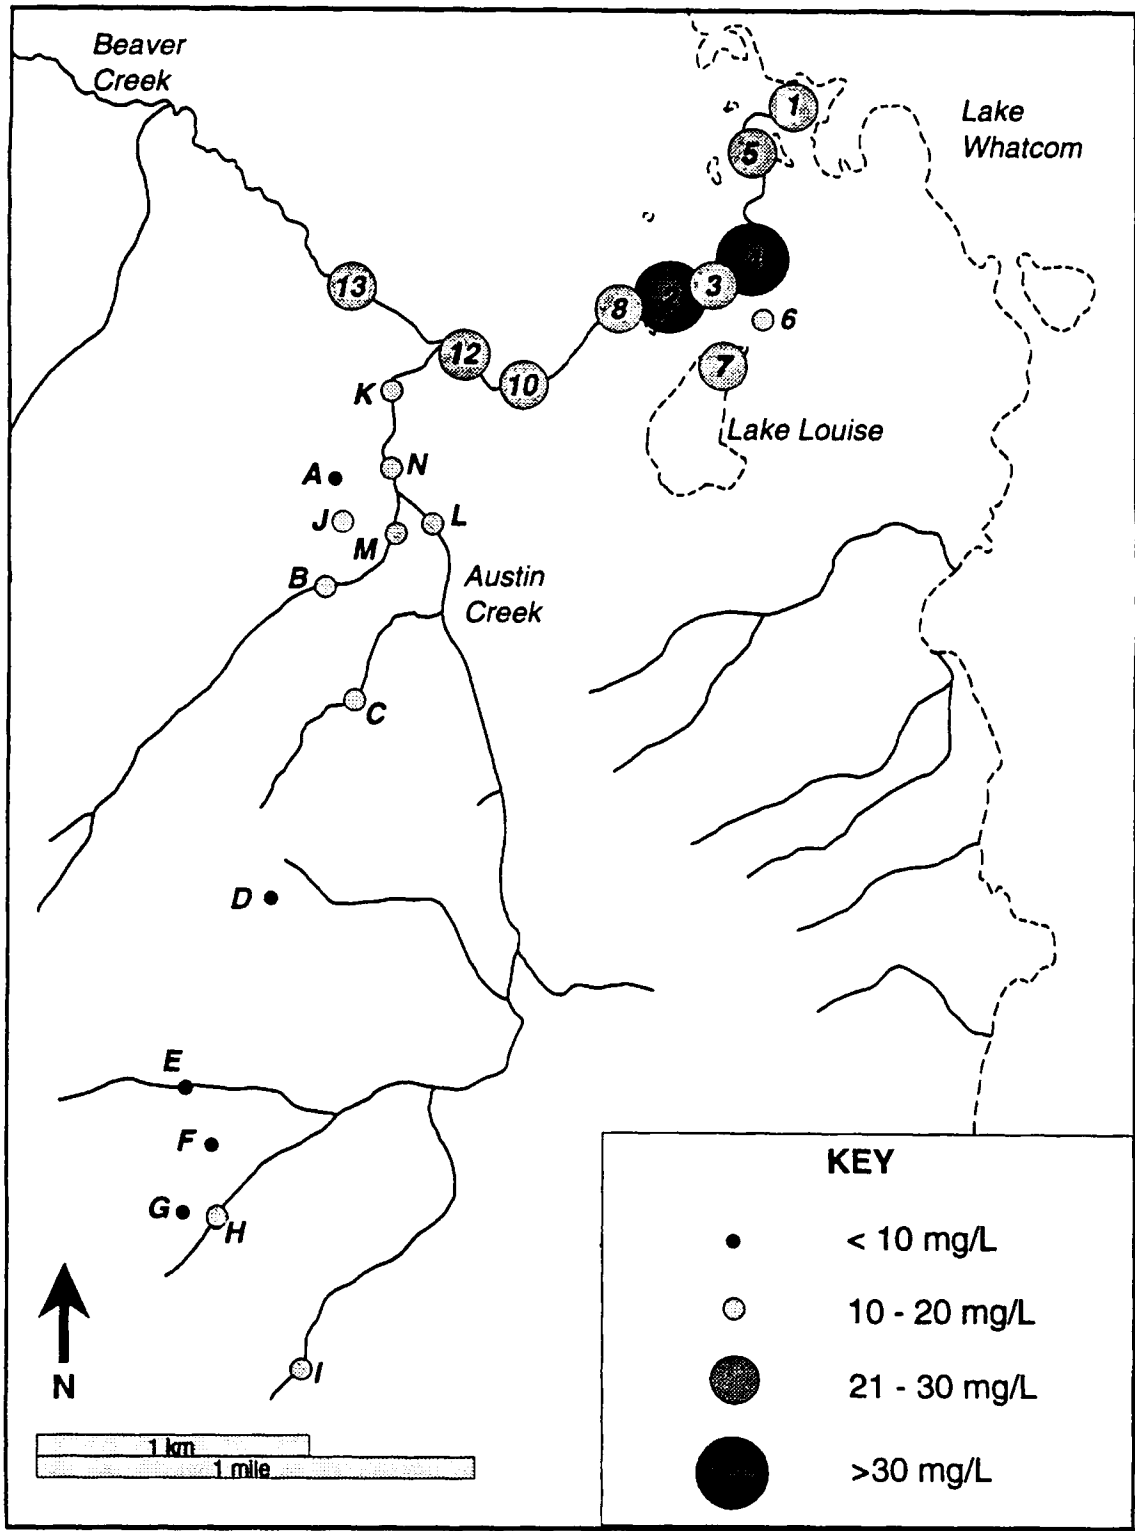 Beaver
Creek
Lake
Whatcom
1
5
3
8
6
13
12
10
7
K
Lake Louise
N
A
J
L
M
B
Austin
Creek
C
D
E
F
G
H
I
N
1 km
1 mile
KEY
< 10 mg/L
10 - 20 mg/L
21 - 30 mg/L
>30 mg/L